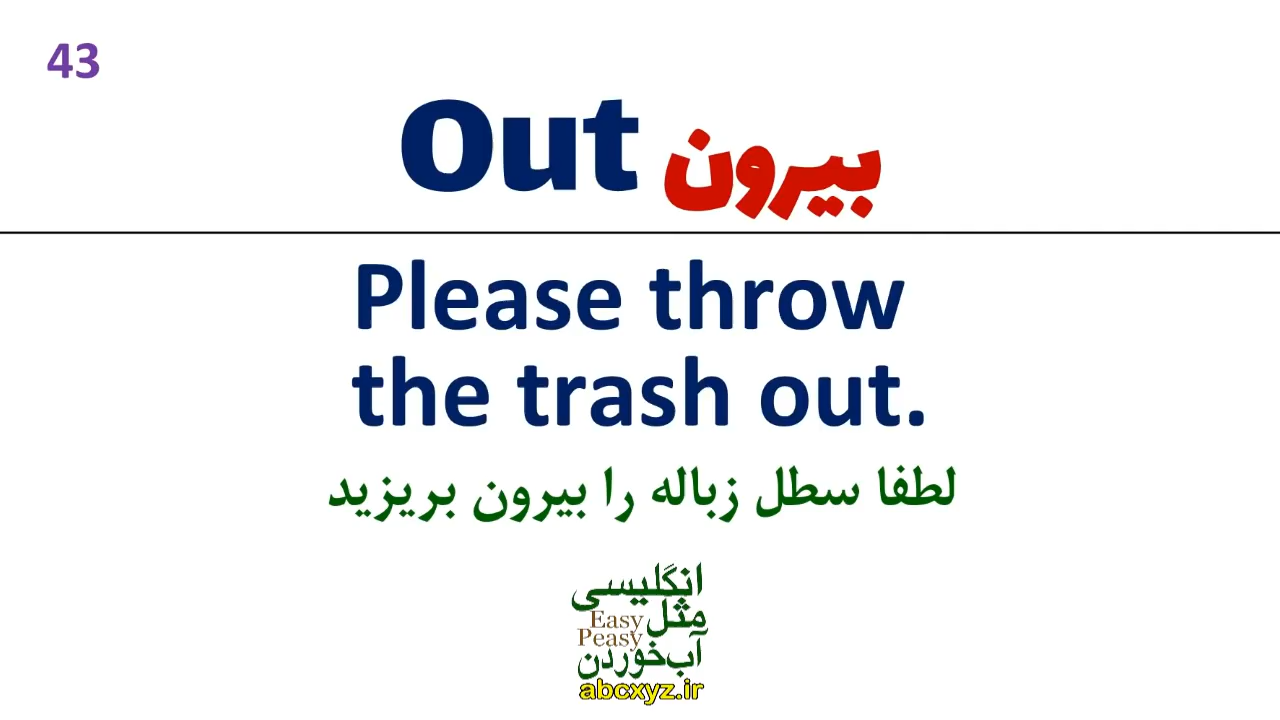 43
Out بیرون
Please throw
the trash out.
لطفا سطل زباله را بیرون بریزید
انگلیسی
مثل Easy
Peasy
آب‌خوردن
abcxyz.ir